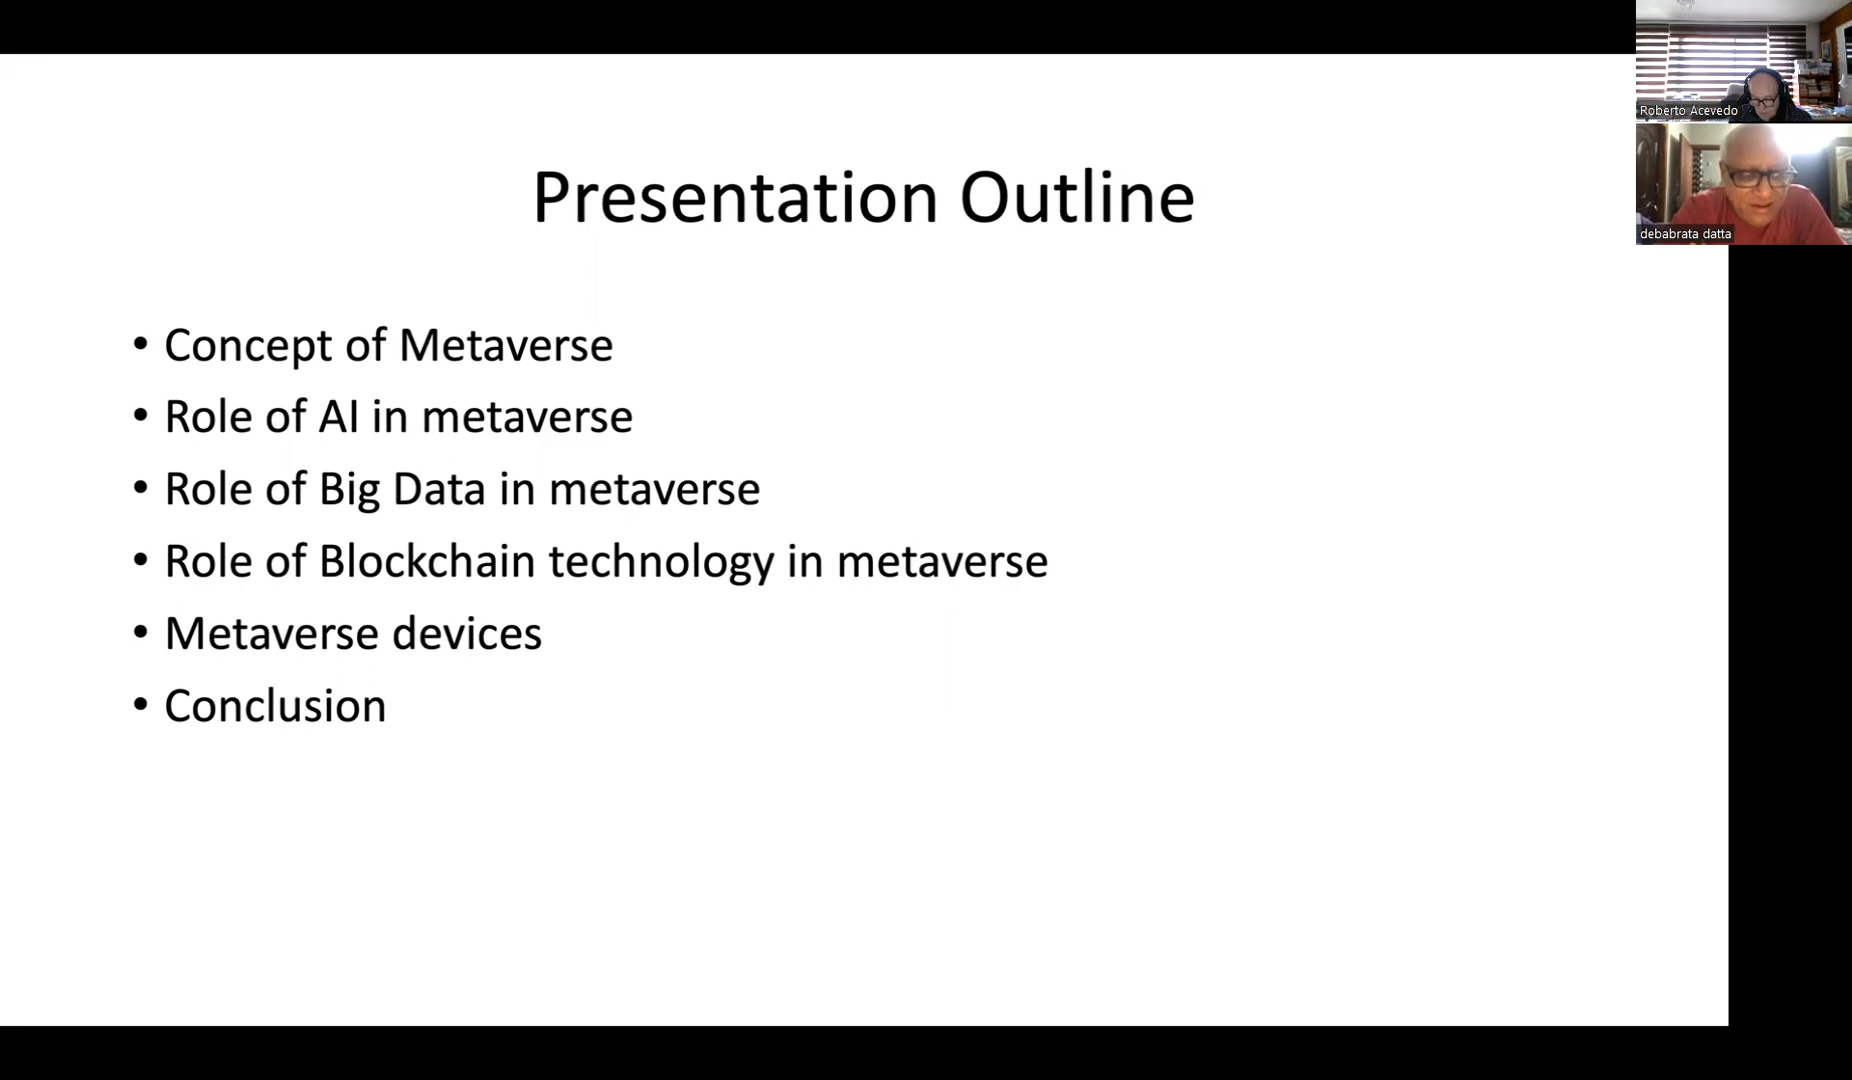 Presentation Outline
• Concept of Metaverse
• Role of AI in metaverse
• Role of Big Data in metaverse
• Role of Blockchain technology in metaverse
• Metaverse devices
• Conclusion
Roberto Acevedo
debabrata datta